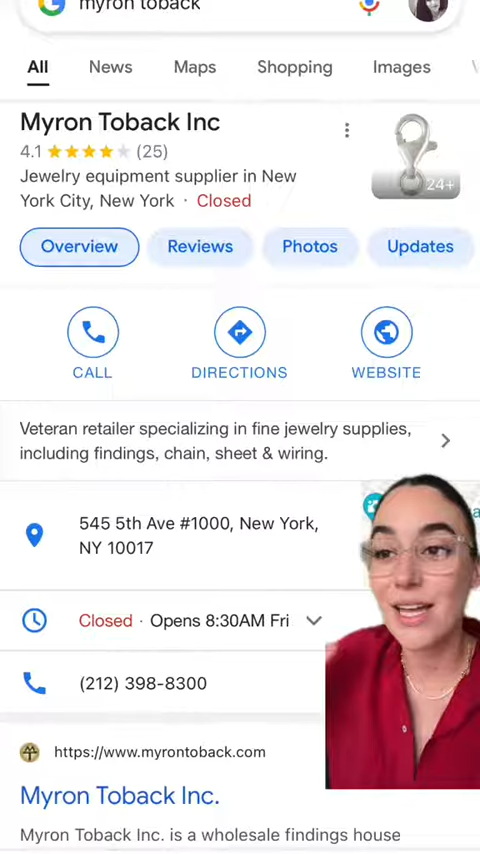 myron toback
All News Maps Shopping Images
Myron Toback Inc
4.1 (25)
Jewelry equipment supplier in New
York City, New York · Closed
24+
Overview Reviews Photos Updates
CALL DIRECTIONS WEBSITE
Veteran retailer specializing in fine jewelry supplies,
including findings, chain, sheet & wiring.
545 5th Ave #1000, New York,
NY 10017
Closed · Opens 8:30AM Fri
(212) 398-8300
https://www.myrontoback.com
Myron Toback Inc.
Myron Toback Inc. is a wholesale findings house